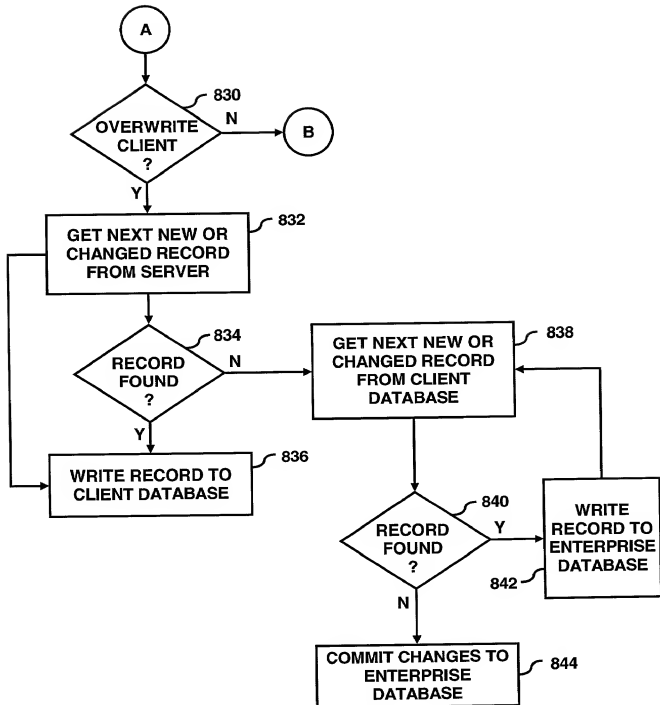 A
830
OVERWRITE
CLIENT
?
N
B
Y
832
GET NEXT NEW OR
CHANGED RECORD
FROM SERVER
834
RECORD
FOUND
?
N
Y
836
WRITE RECORD TO
CLIENT DATABASE
838
GET NEXT NEW OR
CHANGED RECORD
FROM CLIENT
DATABASE
840
RECORD
FOUND
?
Y
N
WRITE
RECORD TO
ENTERPRISE
DATABASE
842
COMMIT CHANGES TO
ENTERPRISE
DATABASE
844